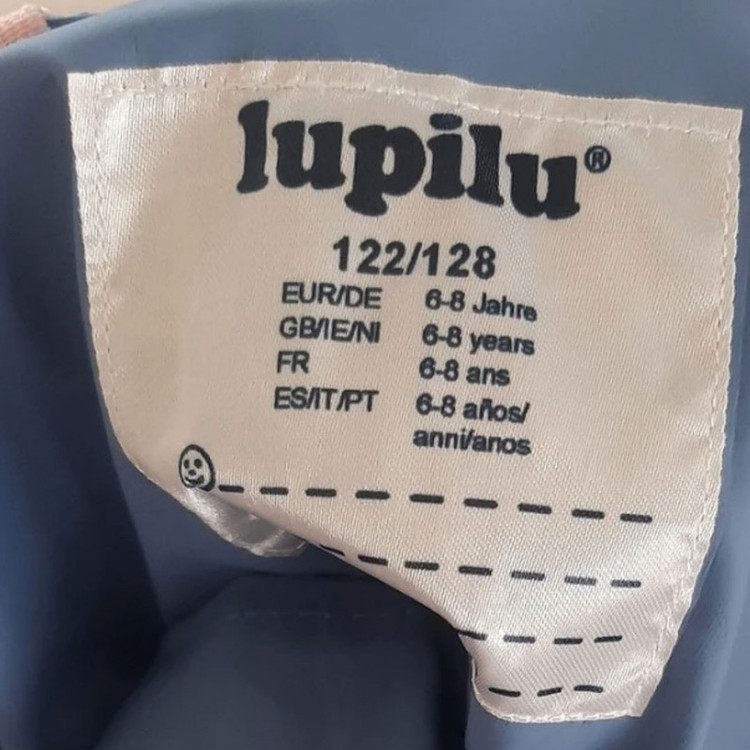 lupilu®
122/128
EUR/DE 6-8 Jahre
GB/IE/NI 6-8 years
FR 6-8 ans
ES/IT/PT 6-8 años/
anni/anos